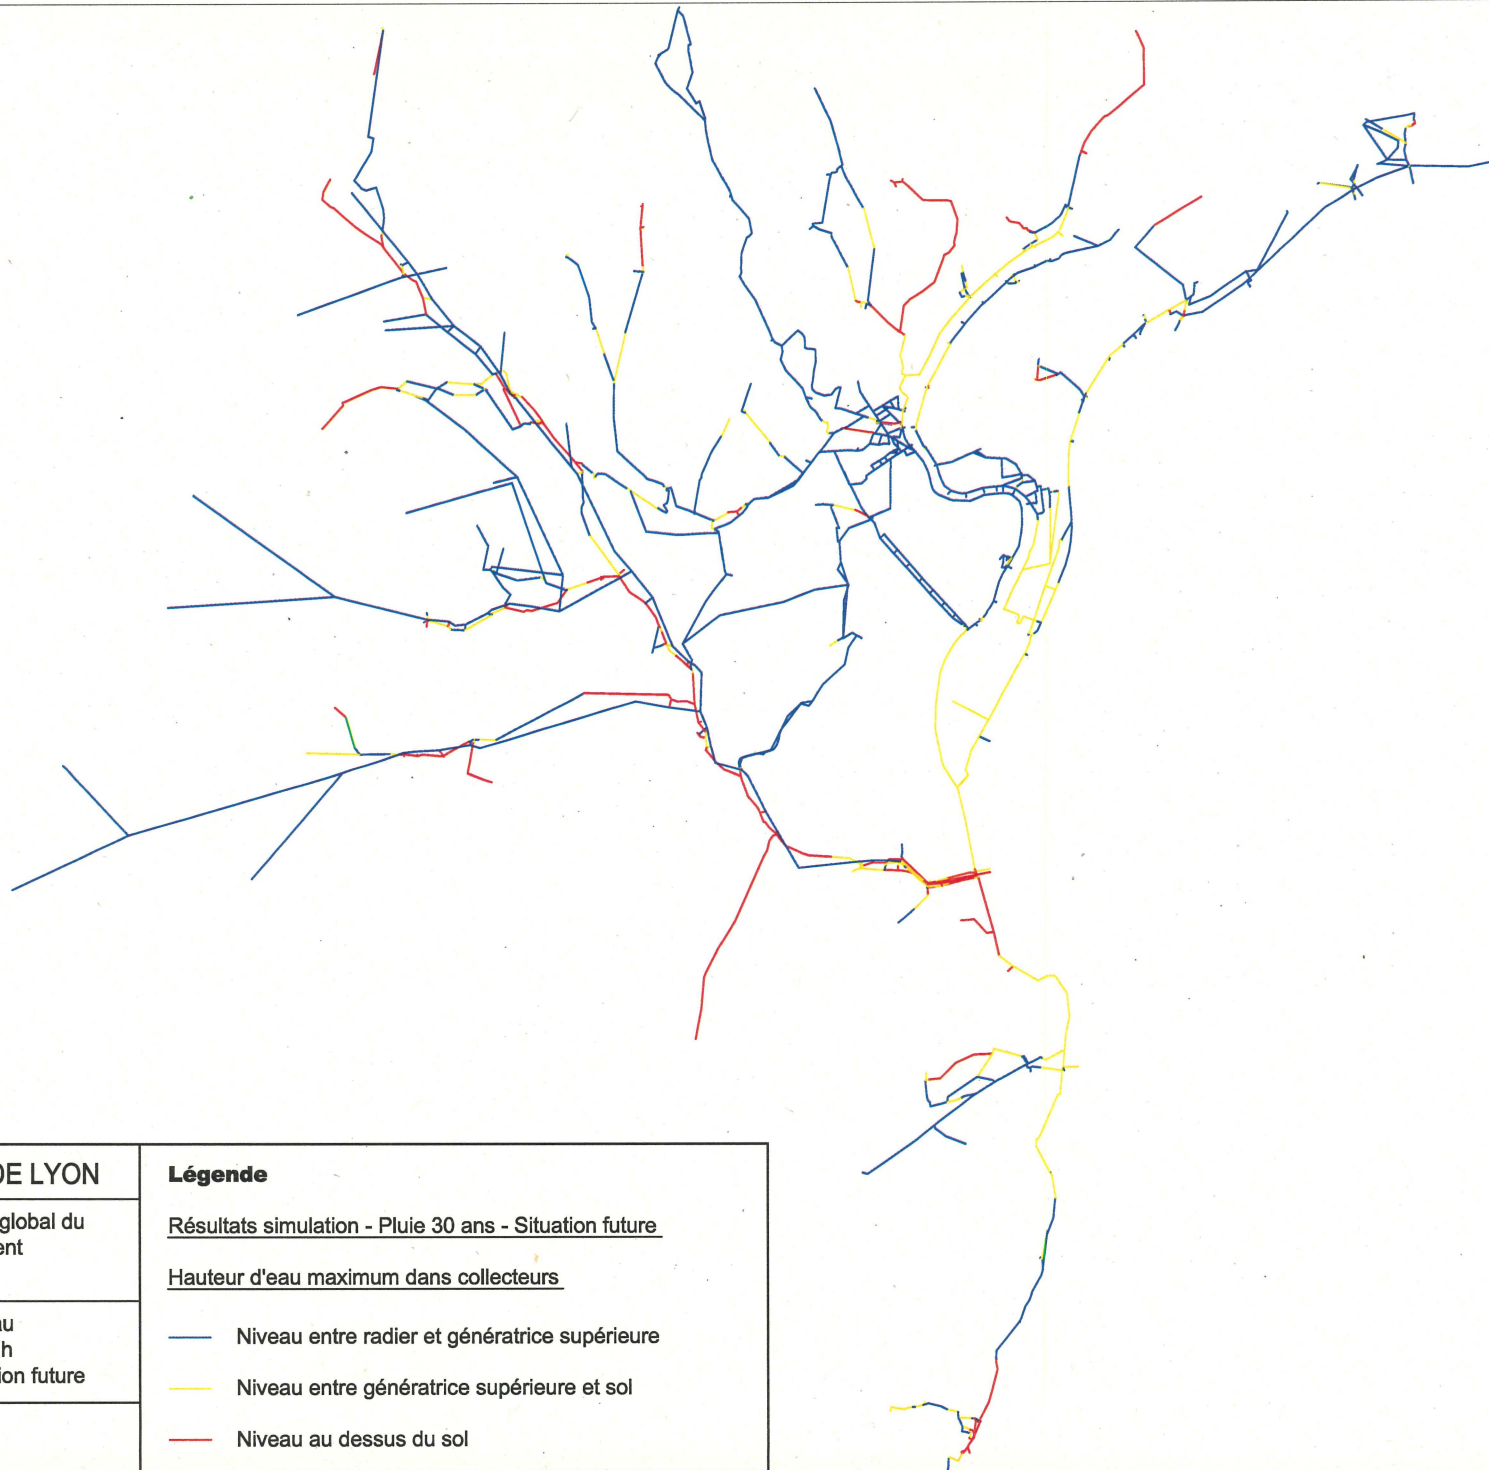 DE LYON
global du
ent
au
h
ion future
Légende
Résultats simulation - Pluie 30 ans - Situation future
Hauteur d'eau maximum dans collecteurs
Niveau entre radier et génératrice supérieure
Niveau entre génératrice supérieure et sol
Niveau au dessus du sol